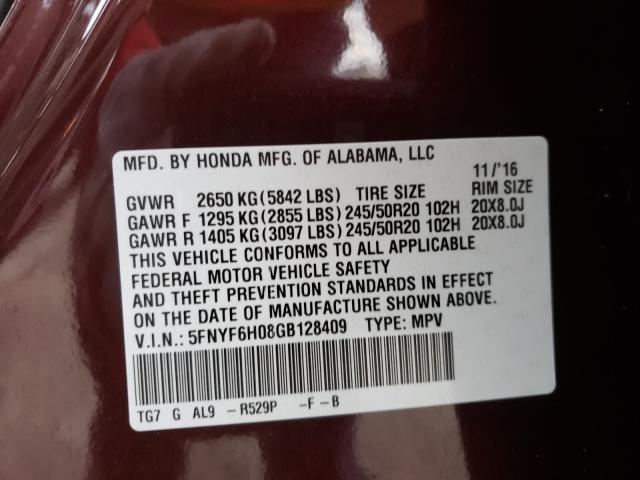 MFD. BY HONDA MFG. OF ALABAMA, LLC 11/'16
GVWR 2650 KG (5842 LBS) TIRE SIZE RIM SIZE
GAWR F 1295 KG (2855 LBS) 245/50R20 102H 20X8.0J
GAWR R 1405 KG (3097 LBS) 245/50R20 102H 20X8.0J
THIS VEHICLE CONFORMS TO ALL APPLICABLE
FEDERAL MOTOR VEHICLE SAFETY
AND THEFT PREVENTION STANDARDS IN EFFECT
ON THE DATE OF MANUFACTURE SHOWN ABOVE.
V.I.N.: 5FNYF6H08GB128409 TYPE: MPV
TG7 G AL9 -R529P -F-B